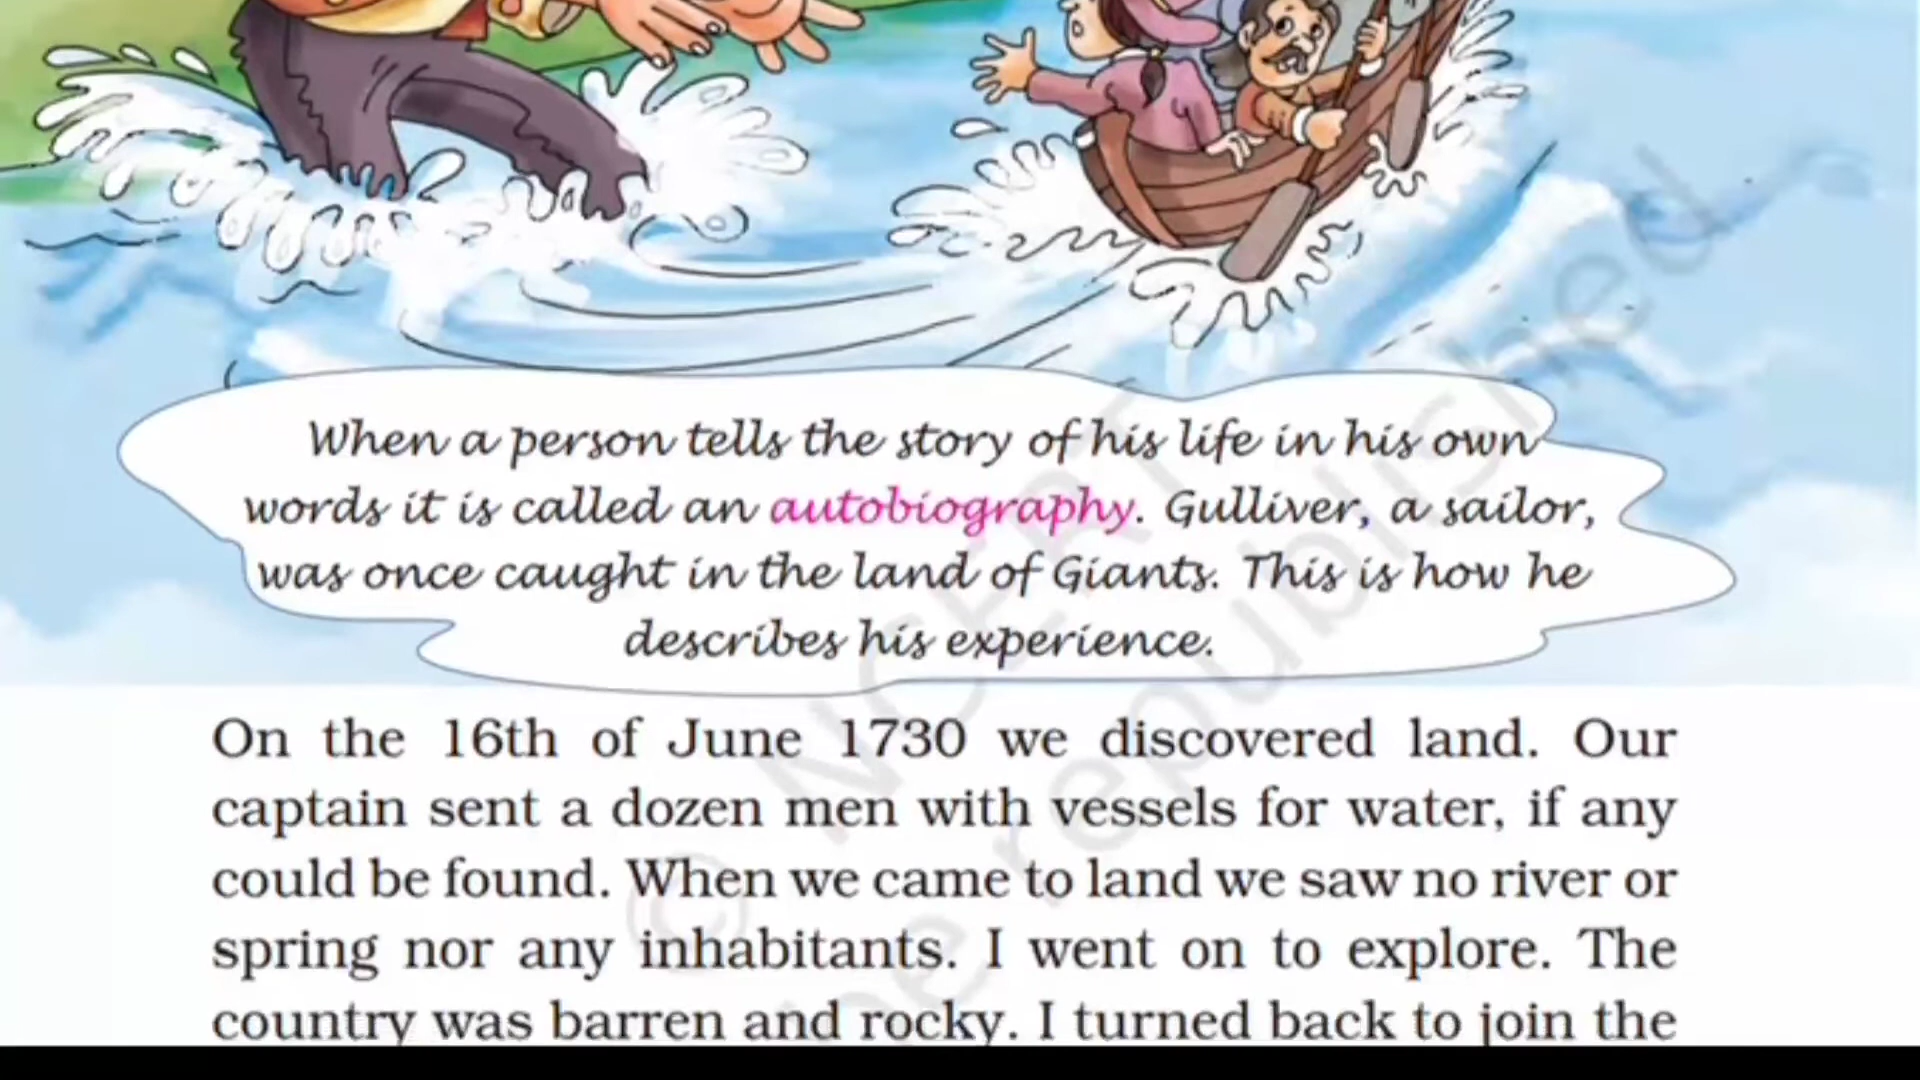 When a person tells the story of his life in his own
words it is called an autobiography. Gulliver, a sailor,
was once caught in the land of Giants. This is how he
describes his experience.
On the 16th of June 1730 we discovered land. Our
captain sent a dozen men with vessels for water, if any
could be found. When we came to land we saw no river or
spring nor any inhabitants. I went on to explore. The
country was barren and rocky. I turned back to join the
© NCERT
be republished